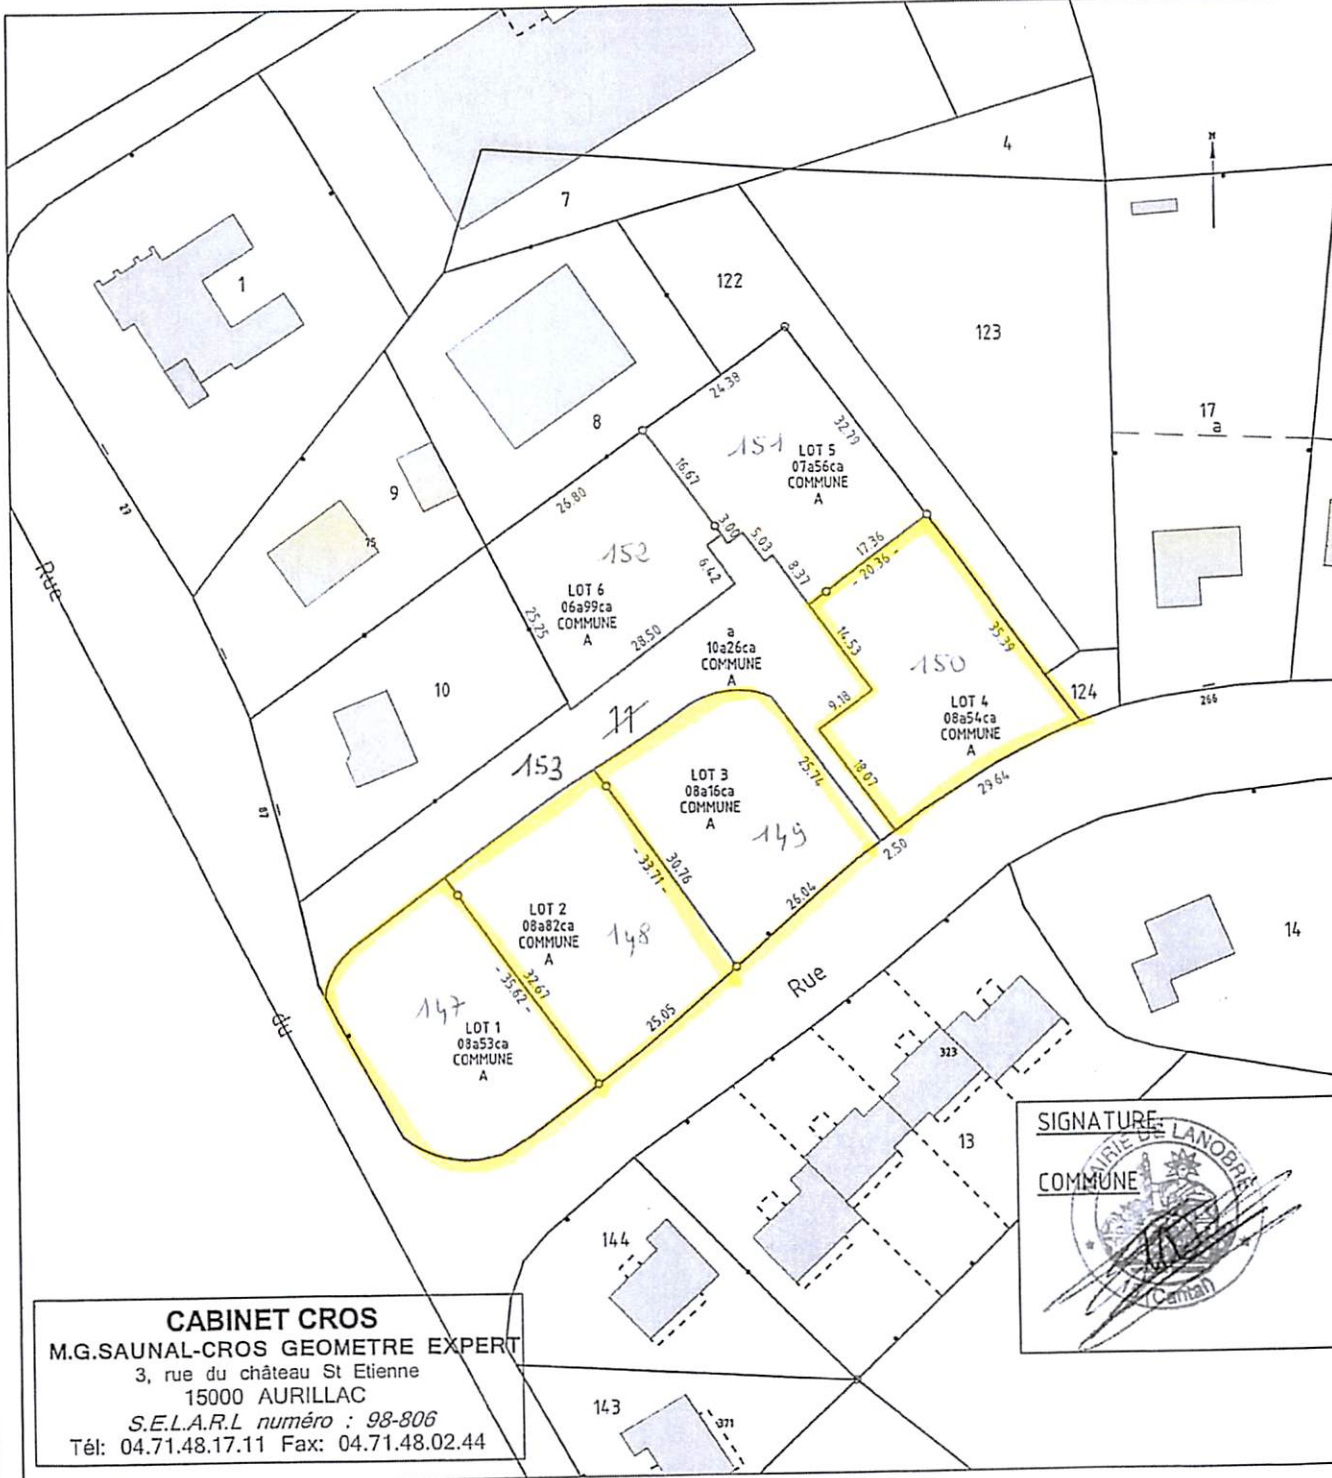 4
7
1
122
123
24.38
32.79
8
17
a
151
LOT 5
07a56ca
COMMUNE
A
16.67
9
75
26.80
3.00
5.03
8.37
6.42
17.36
- 20.36 -
152
LOT 6
06a99ca
COMMUNE
A
25.25
28.50
a
10a26ca
COMMUNE
A
14.53
35.39
150
LOT 4
08a54ca
COMMUNE
A
124
266
10
9.18
11
153
18.07
29.64
Rue
87
LOT 3
08a16ca
COMMUNE
A
25.74
149
2.50
30.76
- 33.71 -
26.04
LOT 2
08a82ca
COMMUNE
A
148
32.67
- 35.62 -
25.05
Rue
14
147
LOT 1
08a53ca
COMMUNE
A
du
323
13
144
143
371
SIGNATURE
COMMUNE
MAIRIE DE LANOBRE
(Cantal)
CABINET CROS
M.G.SAUNAL-CROS GEOMETRE EXPERT
3, rue du château St Etienne
15000 AURILLAC
S.E.L.A.R.L numéro : 98-806
Tél: 04.71.48.17.11 Fax: 04.71.48.02.44